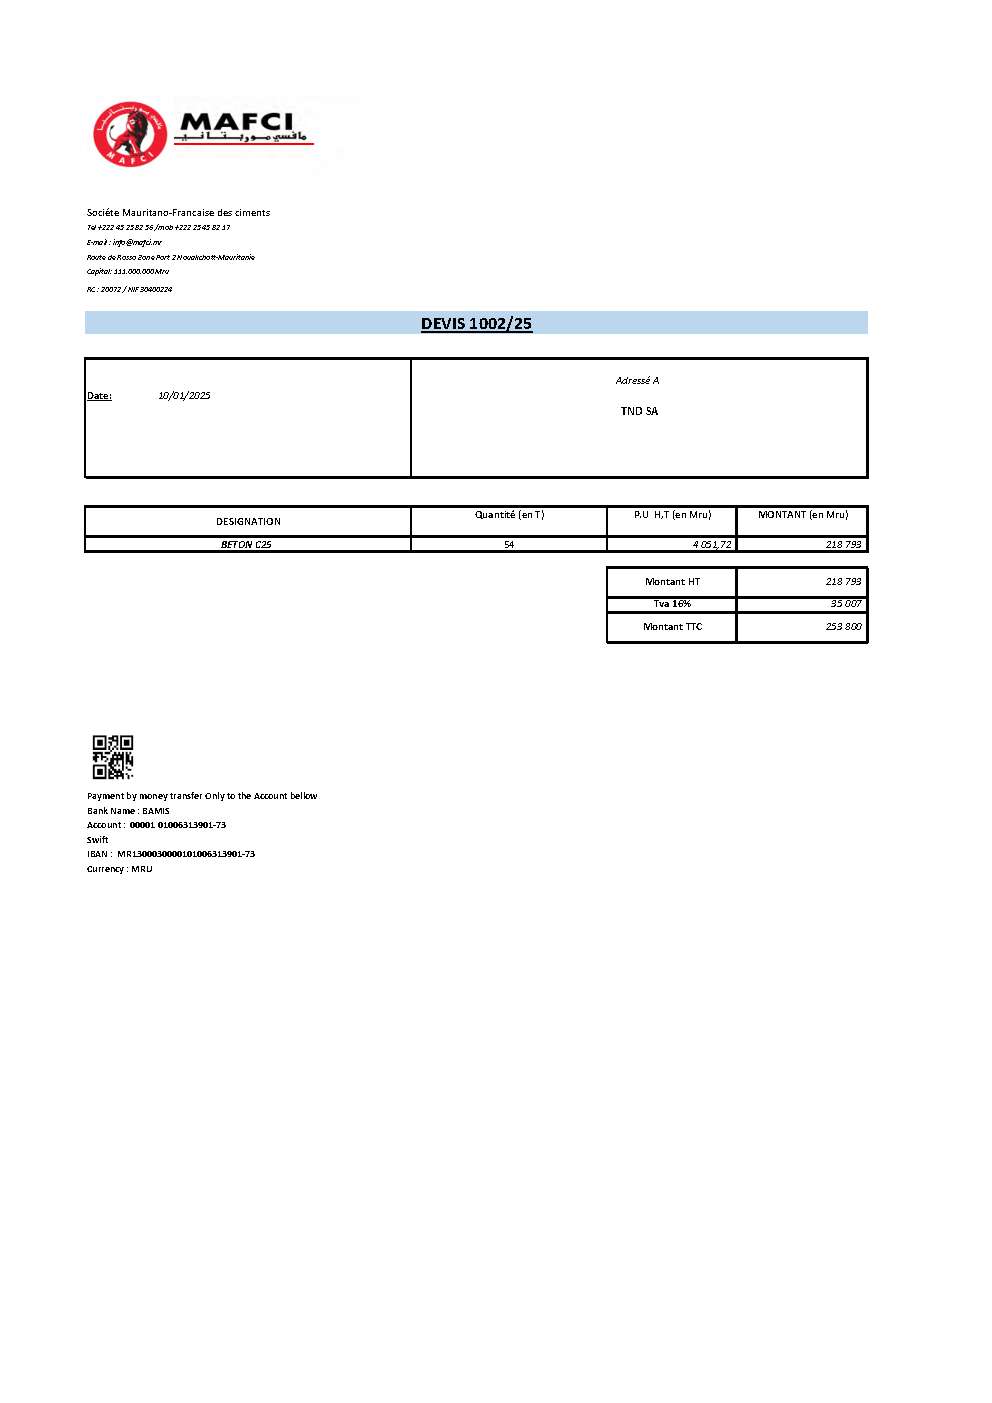 MAFCI
مافسي موريتانيا
MAFCI
Sociéte Mauritano-Francaise des ciments
Tel +222 45 25 82 56 /mob +222 25 45 82 17
E-mail : info@mafci.mr
Route de Rosso Zone Port 2 Nouakchott-Mauritanie
Capital: 111.000.000 Mru
RC : 20072 / NIF 30400224
DEVIS 1002/25
Date: 10/01/2025
Adressé A
TND SA
DESIGNATION Quantité (en T) P.U H,T (en Mru) MONTANT (en Mru)
BETON C25 54 4 051,72 218 793
Montant HT 218 793
Tva 16% 35 007
Montant TTC 253 800
Payment by money transfer Only to the Account bellow
Bank Name : BAMIS
Account : 00001 01006313901-73
Swift
IBAN : MR1300030000101006313901-73
Currency : MRU